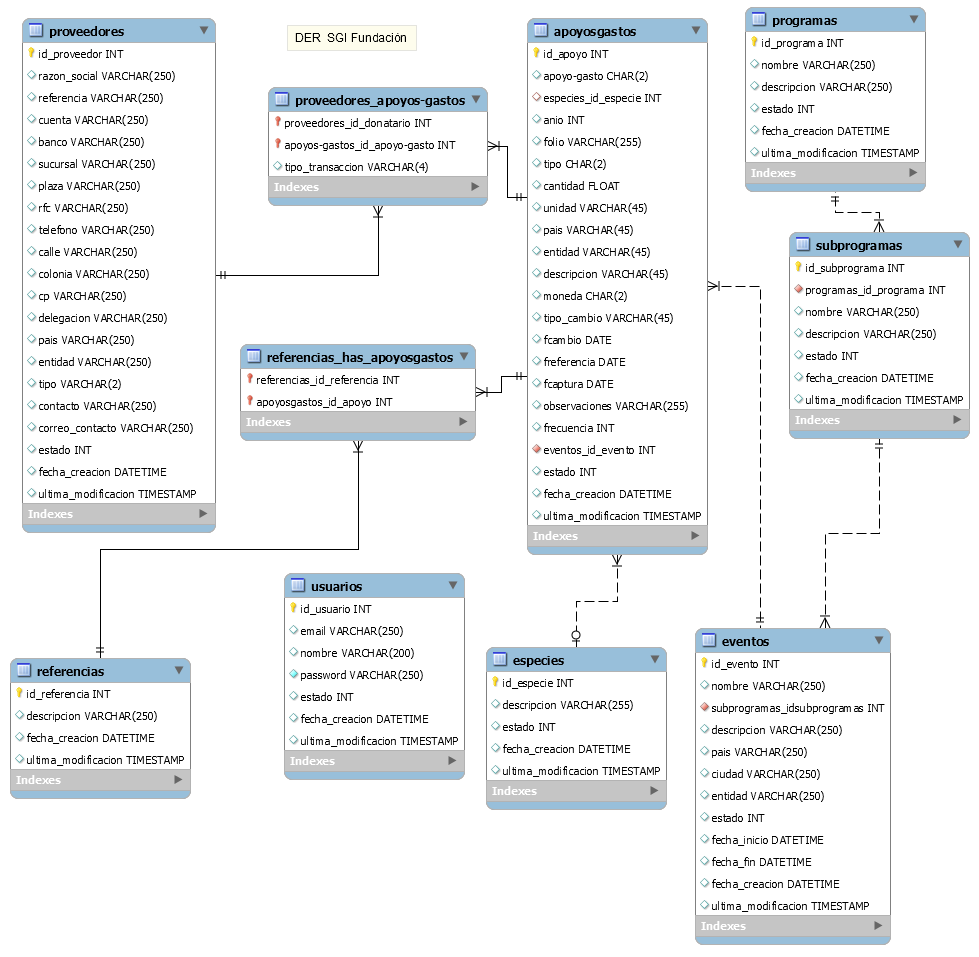 DER  SGI Fundación
proveedores
id_proveedor INT
razon_social VARCHAR(250)
referencia VARCHAR(250)
cuenta VARCHAR(250)
banco VARCHAR(250)
sucursal VARCHAR(250)
plaza VARCHAR(250)
rfc VARCHAR(250)
telefono VARCHAR(250)
calle VARCHAR(250)
colonia VARCHAR(250)
cp VARCHAR(250)
delegacion VARCHAR(250)
pais VARCHAR(250)
entidad VARCHAR(250)
tipo VARCHAR(2)
contacto VARCHAR(250)
correo_contacto VARCHAR(250)
estado INT
fecha_creacion DATETIME
ultima_modificacion TIMESTAMP
Indexes
proveedores_apoyos-gastos
proveedores_id_donatario INT
apoyos-gastos_id_apoyo-gasto INT
tipo_transaccion VARCHAR(4)
Indexes
referencias_has_apoyosgastos
referencias_id_referencia INT
apoyosgastos_id_apoyo INT
Indexes
apoyosgastos
id_apoyo INT
apoyo-gasto CHAR(2)
especies_id_especie INT
anio INT
folio VARCHAR(255)
tipo CHAR(2)
cantidad FLOAT
unidad VARCHAR(45)
pais VARCHAR(45)
entidad VARCHAR(45)
descripcion VARCHAR(45)
moneda CHAR(2)
tipo_cambio VARCHAR(45)
fcambio DATE
freferencia DATE
fcaptura DATE
observaciones VARCHAR(255)
frecuencia INT
eventos_id_evento INT
estado INT
fecha_creacion DATETIME
ultima_modificacion TIMESTAMP
Indexes
programas
id_programa INT
nombre VARCHAR(250)
descripcion VARCHAR(250)
estado INT
fecha_creacion DATETIME
ultima_modificacion TIMESTAMP
Indexes
subprogramas
id_subprograma INT
programas_id_programa INT
nombre VARCHAR(250)
descripcion VARCHAR(250)
estado INT
fecha_creacion DATETIME
ultima_modificacion TIMESTAMP
Indexes
referencias
id_referencia INT
descripcion VARCHAR(250)
fecha_creacion DATETIME
ultima_modificacion TIMESTAMP
Indexes
usuarios
id_usuario INT
email VARCHAR(250)
nombre VARCHAR(200)
password VARCHAR(250)
estado INT
fecha_creacion DATETIME
ultima_modificacion TIMESTAMP
Indexes
especies
id_especie INT
descripcion VARCHAR(255)
estado INT
fecha_creacion DATETIME
ultima_modificacion TIMESTAMP
Indexes
eventos
id_evento INT
nombre VARCHAR(250)
subprogramas_idsubprogramas INT
descripcion VARCHAR(250)
pais VARCHAR(250)
ciudad VARCHAR(250)
entidad VARCHAR(250)
estado INT
fecha_inicio DATETIME
fecha_fin DATETIME
fecha_creacion DATETIME
ultima_modificacion TIMESTAMP
Indexes